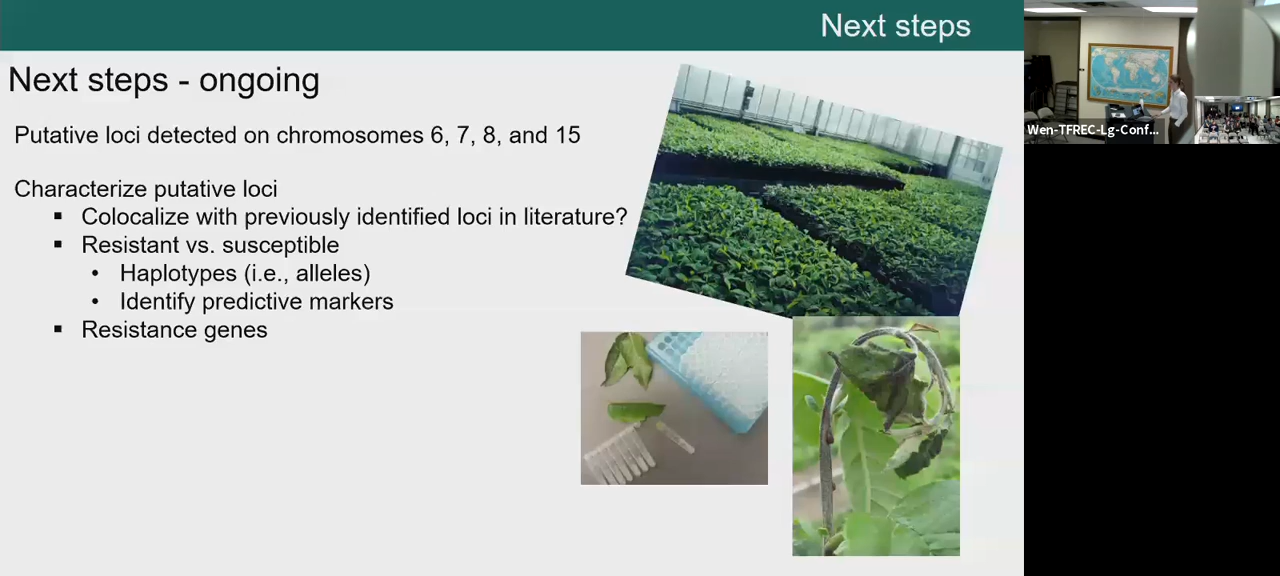 Next steps
Next steps - ongoing
Putative loci detected on chromosomes 6, 7, 8, and 15
Characterize putative loci
▪ Colocalize with previously identified loci in literature?
▪ Resistant vs. susceptible
• Haplotypes (i.e., alleles)
• Identify predictive markers
▪ Resistance genes
Wen-TFREC-Lg-Conf...